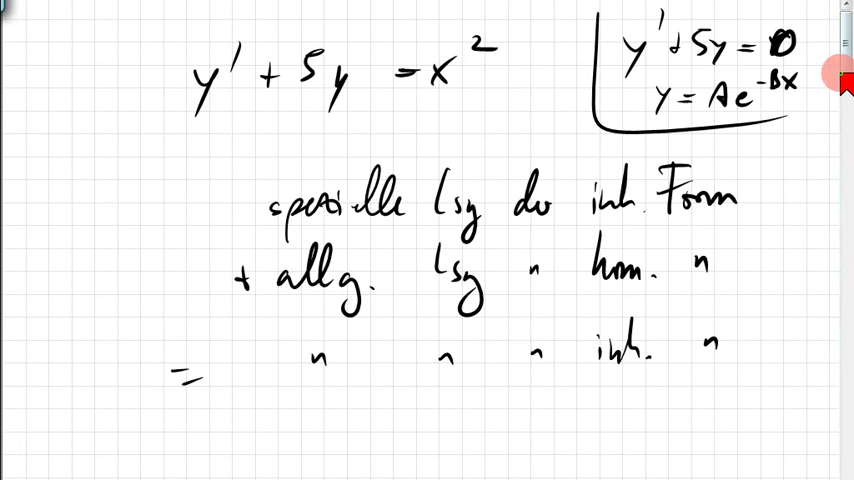 y' + 5y = x²
y' + 5y = 0
y = Ae^-5x
spezielle Lsg der inh. Form
+ allg. Lsg " hom. "
= " " " inh. "